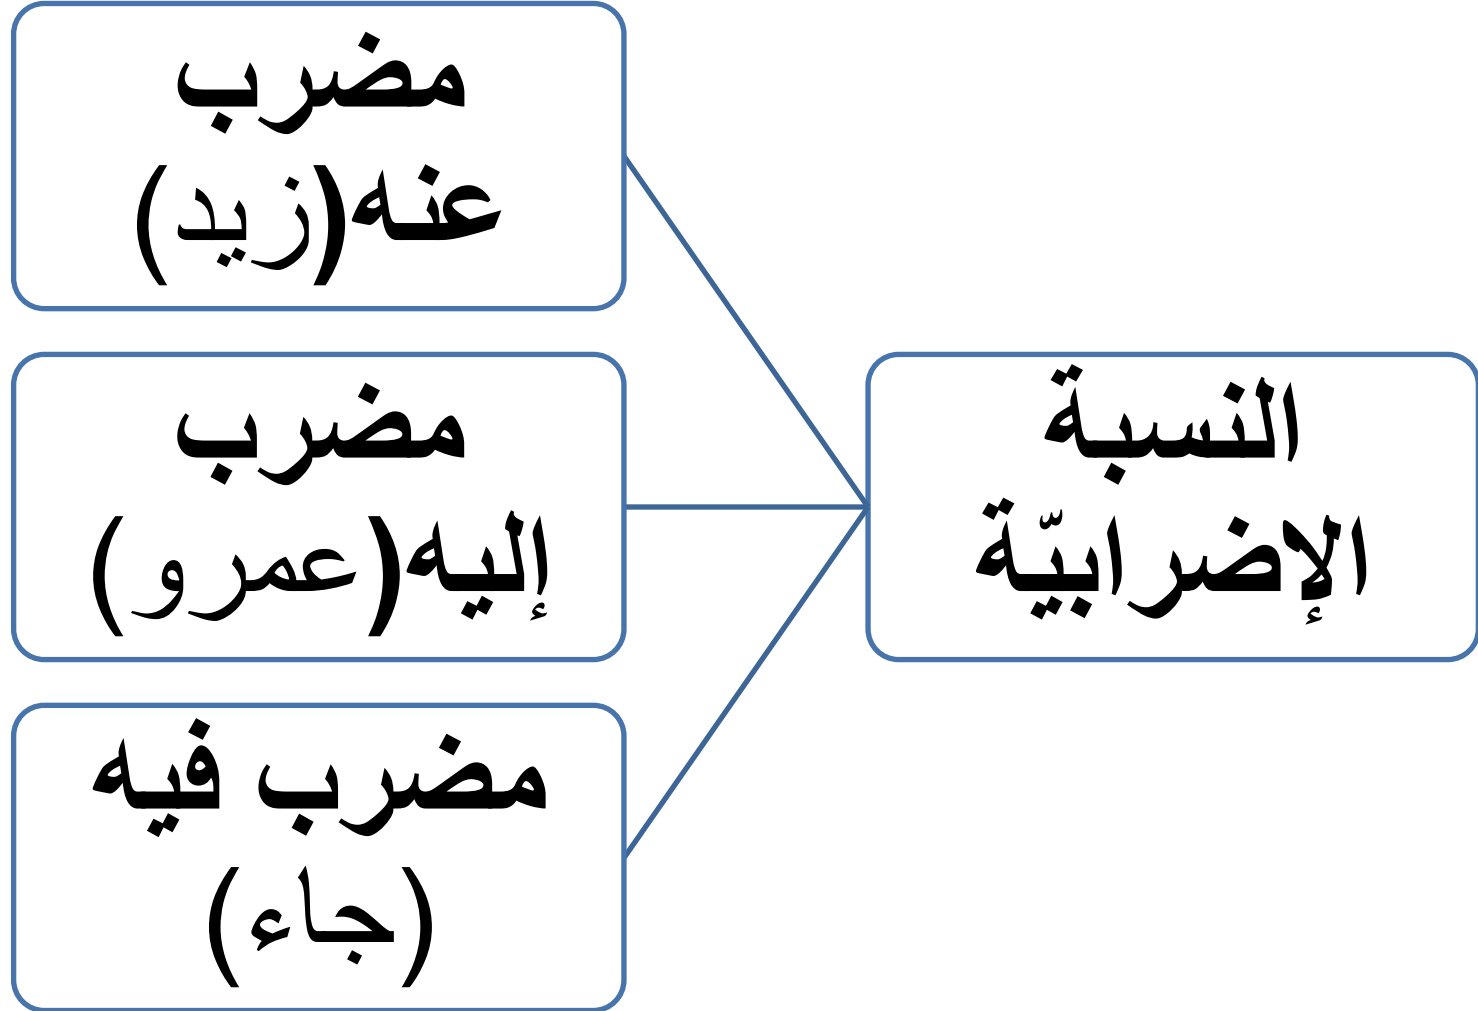 النسبة
الإضرابيّة
مضرب
عنه(زيد)
مضرب
إليه(عمرو)
مضرب فيه
(جاء)